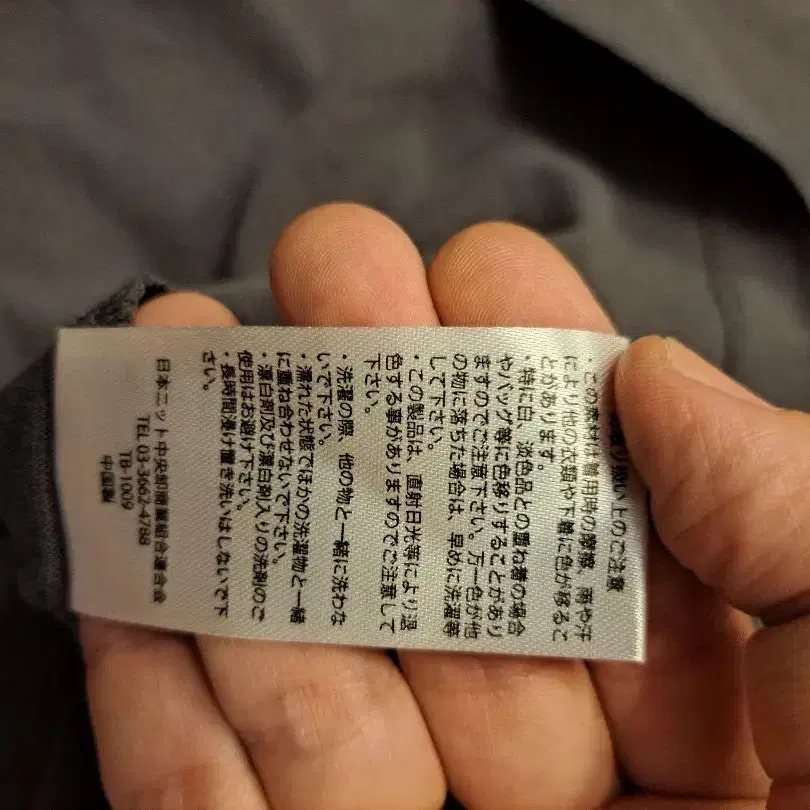 り扱い上のご注意
・この素材は着用時の摩擦、雨や汗
により他の衣類や下着に色が移るこ
とがあります。
・特に白、淡色品との重ね着の場合
やバッグ等に色移りすることがあり
ますのでご注意下さい。万一色が他
の物に落ちた場合は、早めに洗濯等
して下さい。
・この製品は、直射日光等により退
色する事がありますのでご注意して
下さい。
・洗濯の際、他の物と一緒に洗わな
いで下さい。
・濡れた状態でほかの洗濯物と一緒
に重ね合わせないで下さい。
・漂白剤及び漂白剤入りの洗剤のご
使用はお避け下さい。
・長時間浸け置き洗いはしないで下
さい。
日本ニット中央卸商業組合連合会
TEL 03-3662-4788
TB-1009
中国製